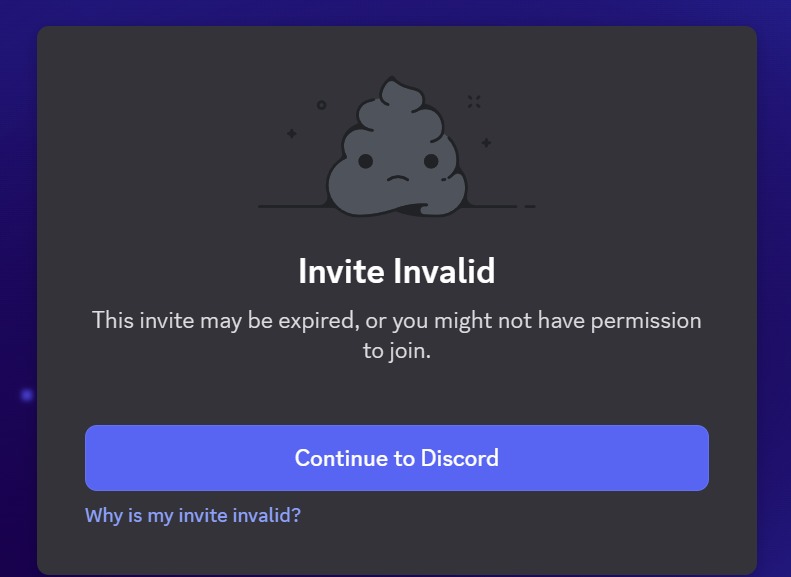 Invite Invalid
This invite may be expired, or you might not have permission
to join.
Continue to Discord
Why is my invite invalid?